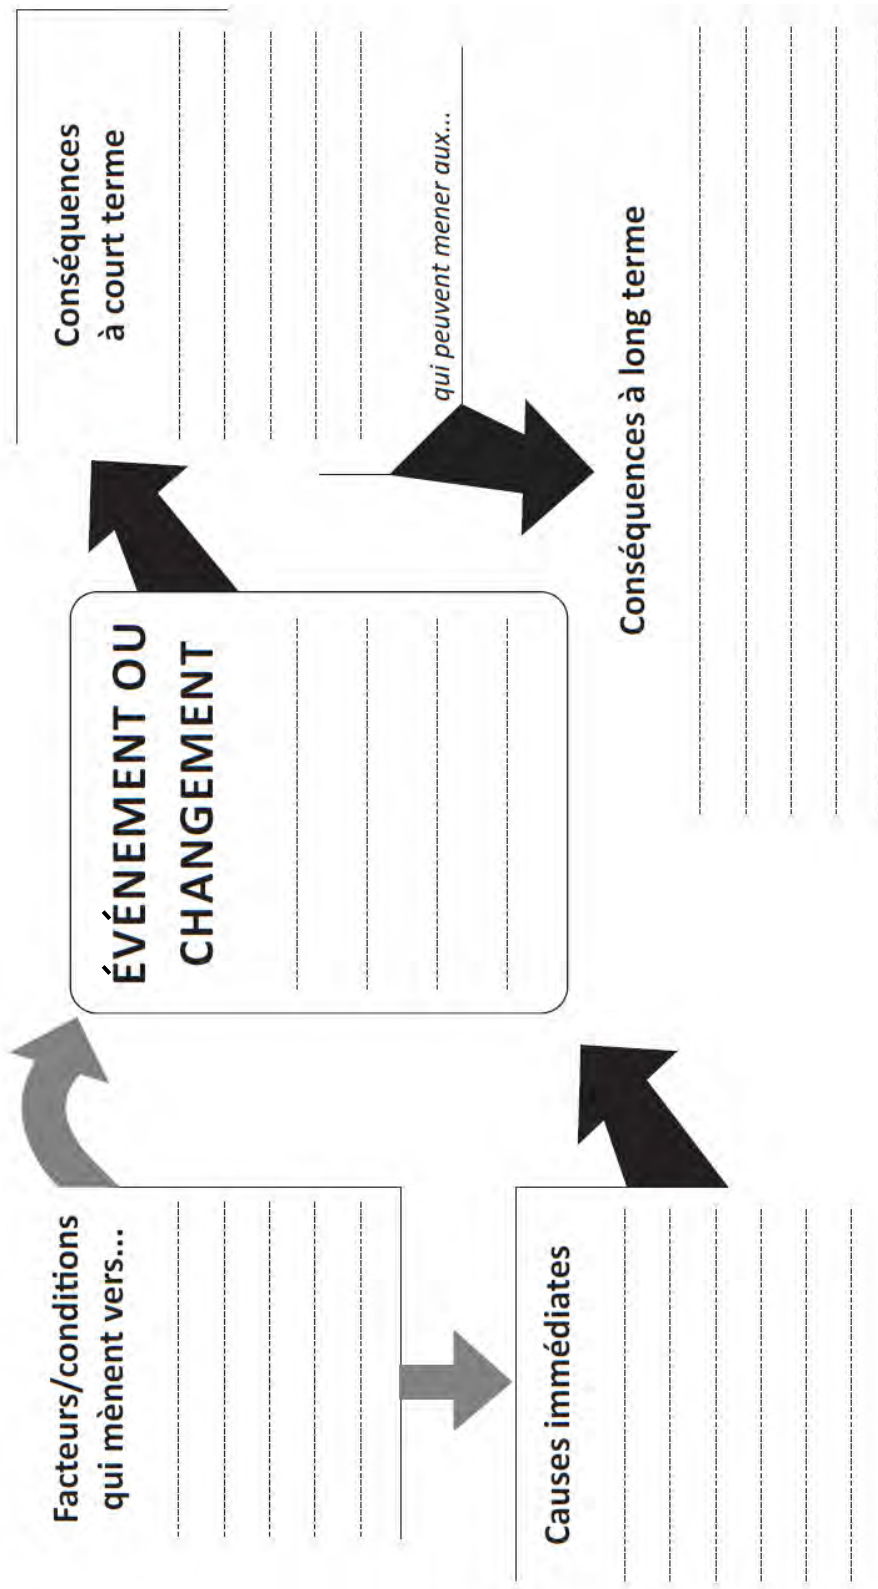 Facteurs/conditions
qui mènent vers...
Causes immédiates
ÉVÉNEMENT OU
CHANGEMENT
Conséquences
à court terme
qui peuvent mener aux...
Conséquences à long terme